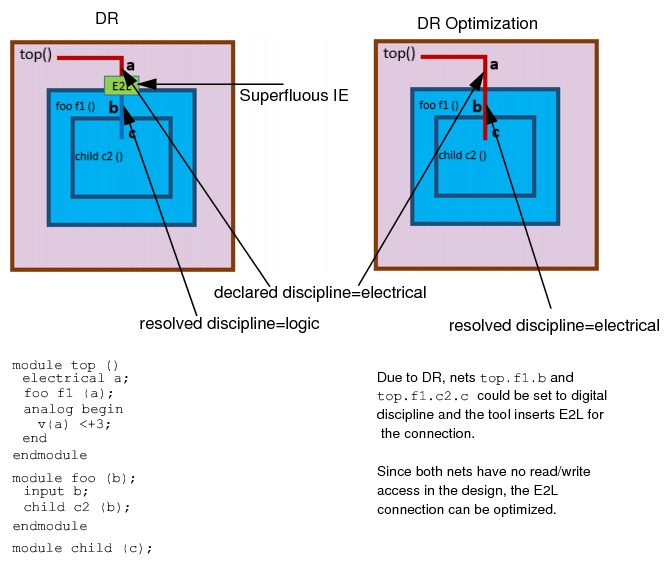 DR
DR Optimization
top()
a
E2L
Superfluous IE
foo f1 ()
b
c
child c2 ()
top()
a
foo f1 ()
b
c
child c2 ()
declared discipline=electrical
resolved discipline=logic
resolved discipline=electrical
module top ()
electrical a;
foo f1 (a);
analog begin
v(a) <+3;
end
endmodule
module foo (b);
input b;
child c2 (b);
endmodule
module child (c);
Due to DR, nets top.f1.b and
top.f1.c2.c could be set to digital
discipline and the tool inserts E2L for
the connection.
Since both nets have no read/write
access in the design, the E2L
connection can be optimized.